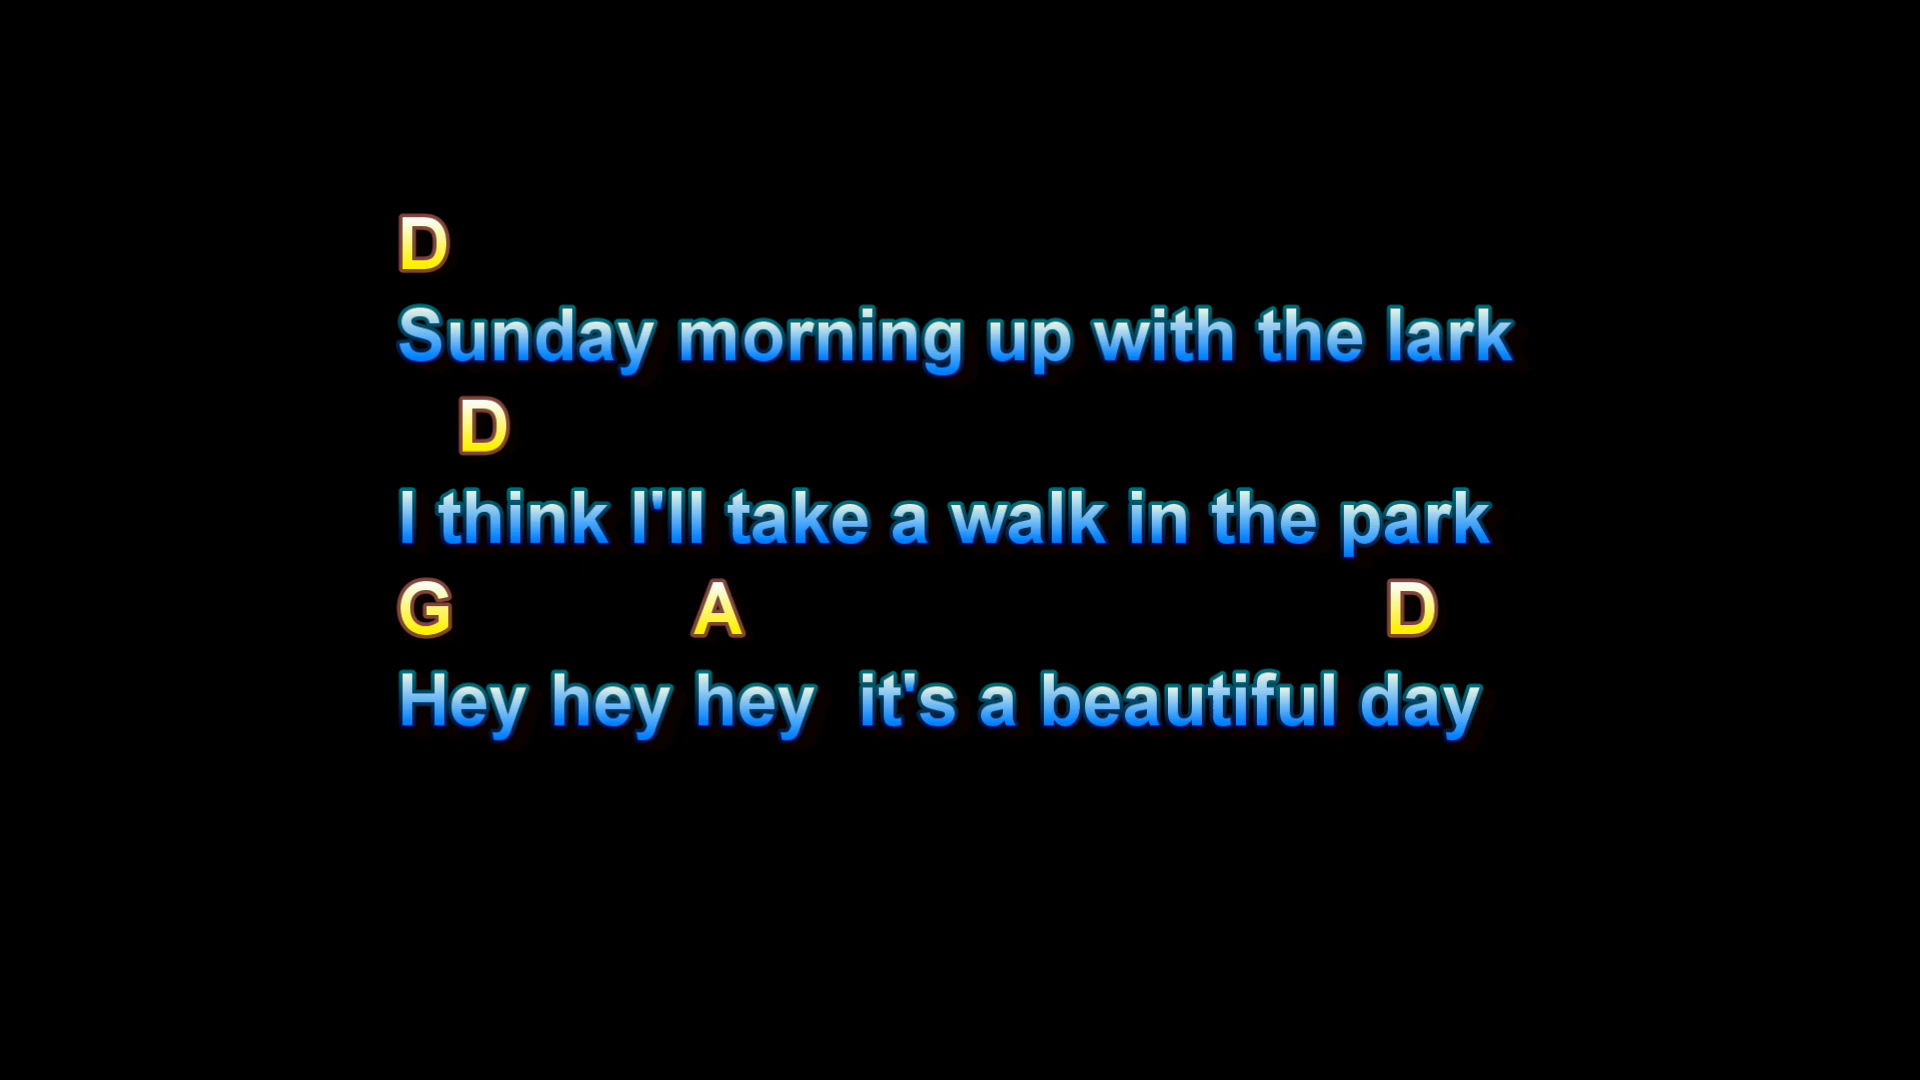 D
Sunday morning up with the lark
D
I think I'll take a walk in the park
G A D
Hey hey hey  it's a beautiful day